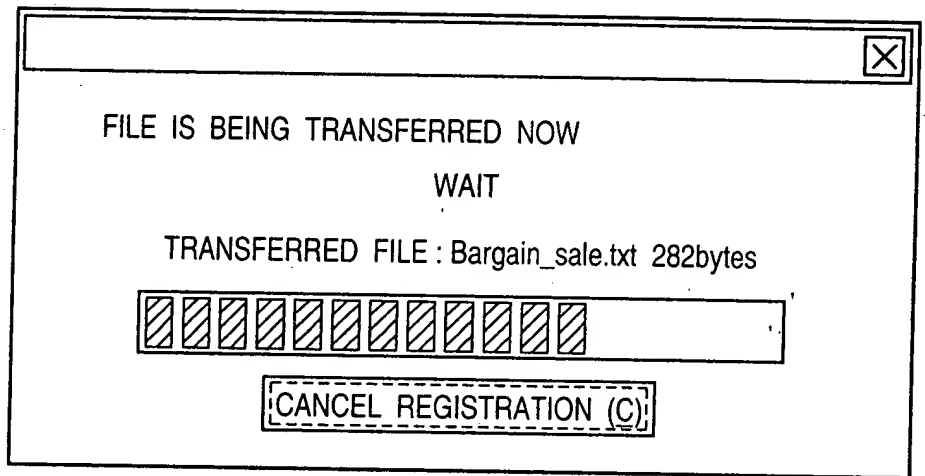 FILE IS BEING TRANSFERRED NOW
WAIT
TRANSFERRED FILE : Bargain_sale.txt 282bytes
CANCEL REGISTRATION (C)